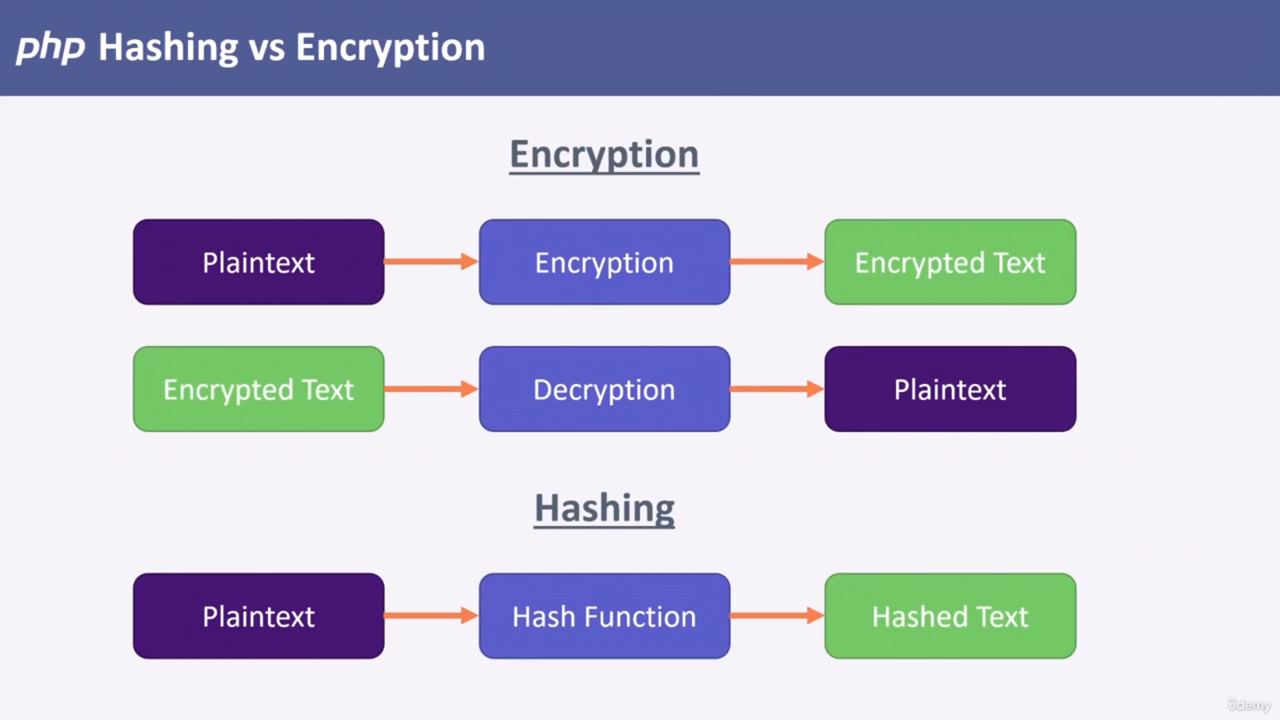 php Hashing vs Encryption
Encryption
Plaintext
Encryption
Encrypted Text
Encrypted Text
Decryption
Plaintext
Hashing
Plaintext
Hash Function
Hashed Text
ûdemy